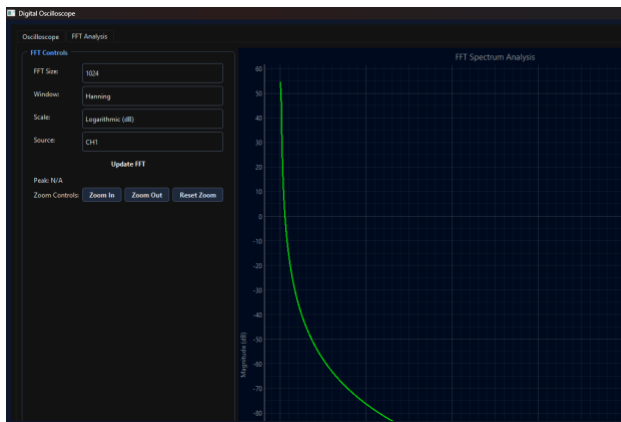 Digital Oscilloscope
Oscilloscope FFT Analysis
FFT Controls
FFT Size: 1024
Window: Hanning
Scale: Logarithmic (dB)
Source: CH1
Update FFT
Peak: N/A
Zoom Controls: Zoom In Zoom Out Reset Zoom
FFT Spectrum Analysis
60
50
40
30
20
10
0
-10
-20
-30
-40
-50
-60
-70
-80
Magnitude (dB)